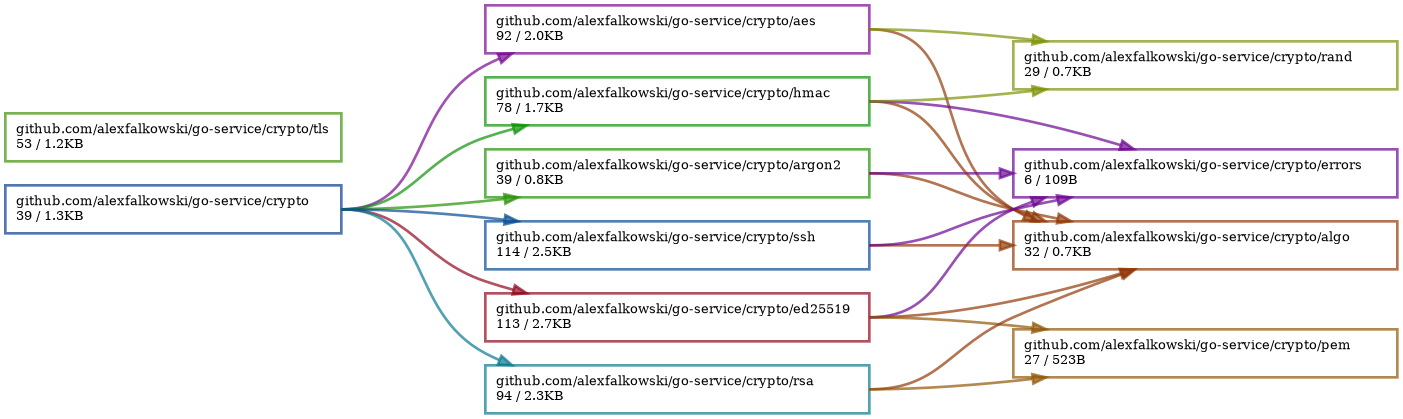 github.com/alexfalkowski/go-service/crypto/tls
53 / 1.2KB
github.com/alexfalkowski/go-service/crypto
39 / 1.3KB
github.com/alexfalkowski/go-service/crypto/aes
92 / 2.0KB
github.com/alexfalkowski/go-service/crypto/hmac
78 / 1.7KB
github.com/alexfalkowski/go-service/crypto/argon2
39 / 0.8KB
github.com/alexfalkowski/go-service/crypto/ssh
114 / 2.5KB
github.com/alexfalkowski/go-service/crypto/ed25519
113 / 2.7KB
github.com/alexfalkowski/go-service/crypto/rsa
94 / 2.3KB
github.com/alexfalkowski/go-service/crypto/rand
29 / 0.7KB
github.com/alexfalkowski/go-service/crypto/errors
6 / 109B
github.com/alexfalkowski/go-service/crypto/algo
32 / 0.7KB
github.com/alexfalkowski/go-service/crypto/pem
27 / 523B